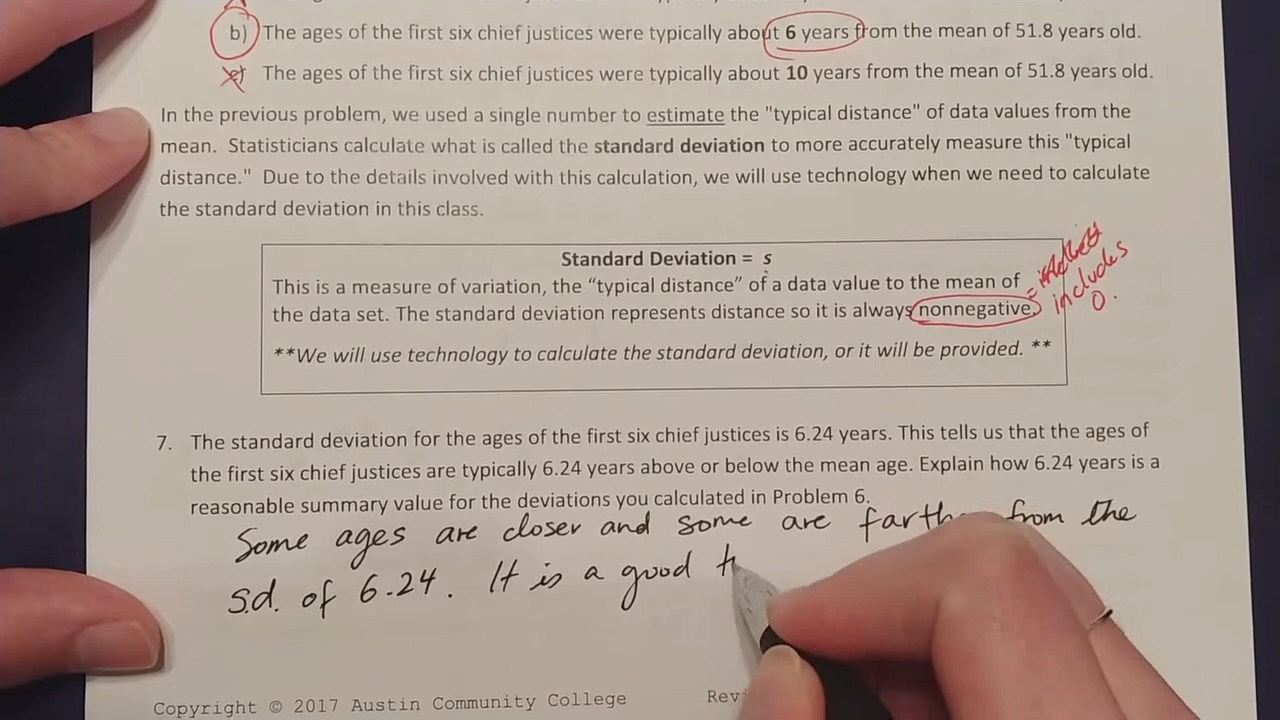 b) The ages of the first six chief justices were typically about 6 years from the mean of 51.8 years old.
The ages of the first six chief justices were typically about 10 years from the mean of 51.8 years old.
In the previous problem, we used a single number to estimate the "typical distance" of data values from the
mean. Statisticians calculate what is called the standard deviation to more accurately measure this "typical
distance." Due to the details involved with this calculation, we will use technology when we need to calculate
the standard deviation in this class.
Standard Deviation = s
This is a measure of variation, the “typical distance” of a data value to the mean of
the data set. The standard deviation represents distance so it is always nonnegative.
= includes
0.
**We will use technology to calculate the standard deviation, or it will be provided. **
7. The standard deviation for the ages of the first six chief justices is 6.24 years. This tells us that the ages of
the first six chief justices are typically 6.24 years above or below the mean age. Explain how 6.24 years is a
reasonable summary value for the deviations you calculated in Problem 6.
Some ages are closer and some are from the
s.d. of 6.24. It is a good
Copyright © 2017 Austin Community College